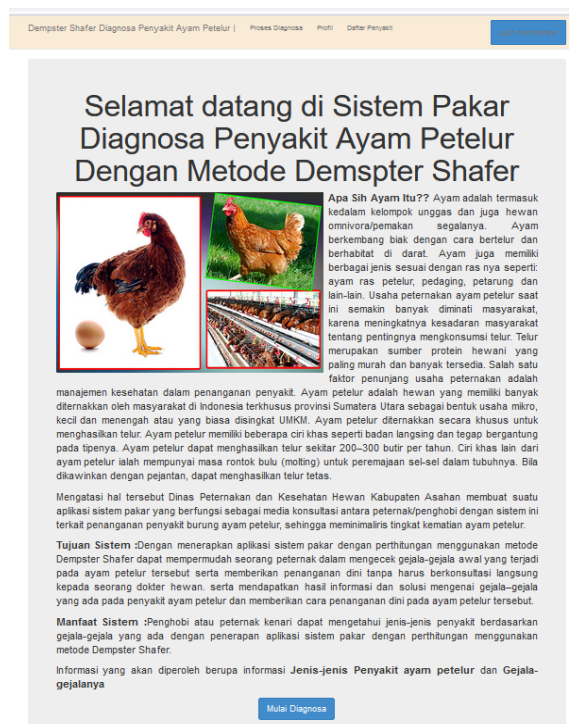 Dempster Shafer Diagnosa Penyakit Ayam Petelur | Proses Diagnosa Profil Daftar Penyakit
Selamat datang di Sistem Pakar
Diagnosa Penyakit Ayam Petelur
Dengan Metode Demspter Shafer
Apa Sih Ayam Itu?? Ayam adalah termasuk
kedalam kelompok unggas dan juga hewan
omnivora/pemakan segalanya. Ayam
berkembang biak dengan cara bertelur dan
berhabitat di darat. Ayam juga memiliki
berbagai jenis sesuai dengan ras nya seperti:
ayam ras petelur, pedaging, petarung dan
lain-lain. Usaha peternakan ayam petelur saat
ini semakin banyak diminati masyarakat,
karena meningkatnya kesadaran masyarakat
tentang pentingnya mengkonsumsi telur. Telur
merupakan sumber protein hewani yang
paling murah dan banyak tersedia. Salah satu
faktor penunjang usaha peternakan adalah
manajemen kesehatan dalam penanganan penyakit. Ayam petelur adalah hewan yang memiliki banyak
diternakkan oleh masyarakat di Indonesia terkhusus provinsi Sumatera Utara sebagai bentuk usaha mikro,
kecil dan menengah atau yang biasa disingkat UMKM. Ayam petelur diternakkan secara khusus untuk
menghasilkan telur. Ayam petelur memiliki beberapa ciri khas seperti badan langsing dan tegap bergantung
pada tipenya. Ayam petelur dapat menghasilkan telur sekitar 200–300 butir per tahun. Ciri khas lain dari
ayam petelur ialah mempunyai masa rontok bulu (molting) untuk peremajaan sel-sel dalam tubuhnya. Bila
dikawinkan dengan pejantan, dapat menghasilkan telur tetas.
Mengatasi hal tersebut Dinas Peternakan dan Kesehatan Hewan Kabupaten Asahan membuat suatu
aplikasi sistem pakar yang berfungsi sebagai media konsultasi antara peternak/penghobi dengan sistem ini
terkait penanganan penyakit burung ayam petelur, sehingga meminimaliris tingkat kematian ayam petelur.
Tujuan Sistem :Dengan menerapkan aplikasi sistem pakar dengan perthitungan menggunakan metode
Dempster Shafer dapat mempermudah seorang peternak dalam mengecek gejala-gejala awal yang terjadi
pada ayam petelur tersebut serta memberikan penanganan dini tanpa harus berkonsultasi langsung
kepada seorang dokter hewan. serta mendapatkan hasil informasi dan solusi mengenai gejala–gejala
yang ada pada penyakit ayam petelur dan memberikan cara penanganan dini pada ayam petelur tersebut.
Manfaat Sistem :Penghobi atau peternak kenari dapat mengetahui jenis-jenis penyakit berdasarkan
gejala-gejala yang ada dengan penerapan aplikasi sistem pakar dengan perthitungan menggunakan
metode Dempster Shafer.
Informasi yang akan diperoleh berupa informasi Jenis-jenis Penyakit ayam petelur dan Gejala-
gejalanya
Mulai Diagnosa